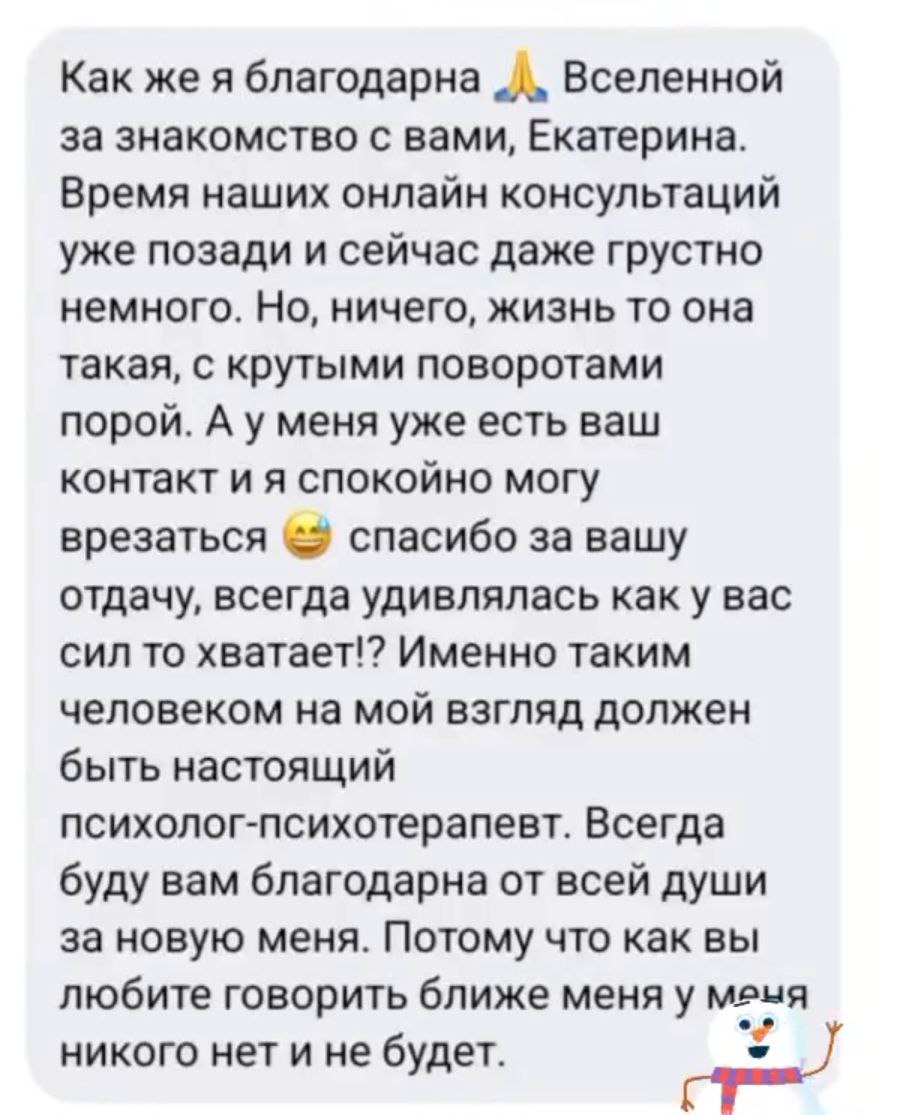 Как же я благодарна 🙏 Вселенной
за знакомство с вами, Екатерина.
Время наших онлайн консультаций
уже позади и сейчас даже грустно
немного. Но, ничего, жизнь то она
такая, с крутыми поворотами
порой. А у меня уже есть ваш
контакт и я спокойно могу
врезаться 😅 спасибо за вашу
отдачу, всегда удивлялась как у вас
сил то хватает!? Именно таким
человеком на мой взгляд должен
быть настоящий
психолог-психотерапевт. Всегда
буду вам благодарна от всей души
за новую меня. Потому что как вы
любите говорить ближе меня у меня
никого нет и не будет.